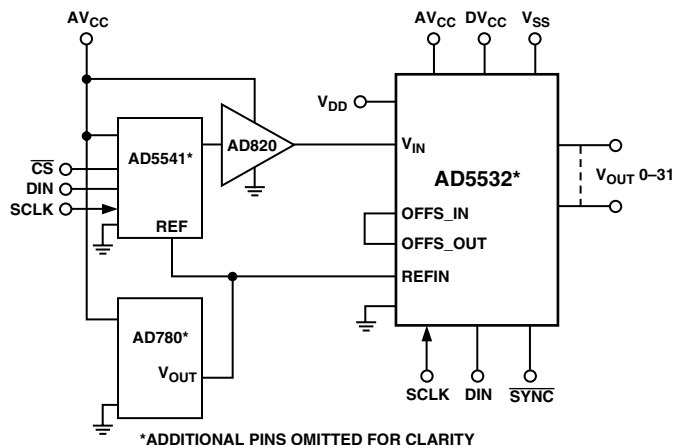 AVCC
AVCC
DVCC
VSS
VDD
AD5541*
AD820
VIN
CS
DIN
SCLK
REF
AD5532*
VOUT 0–31
OFFS_IN
OFFS_OUT
REFIN
AD780*
VOUT
SCLK
DIN
SYNC
*ADDITIONAL PINS OMITTED FOR CLARITY